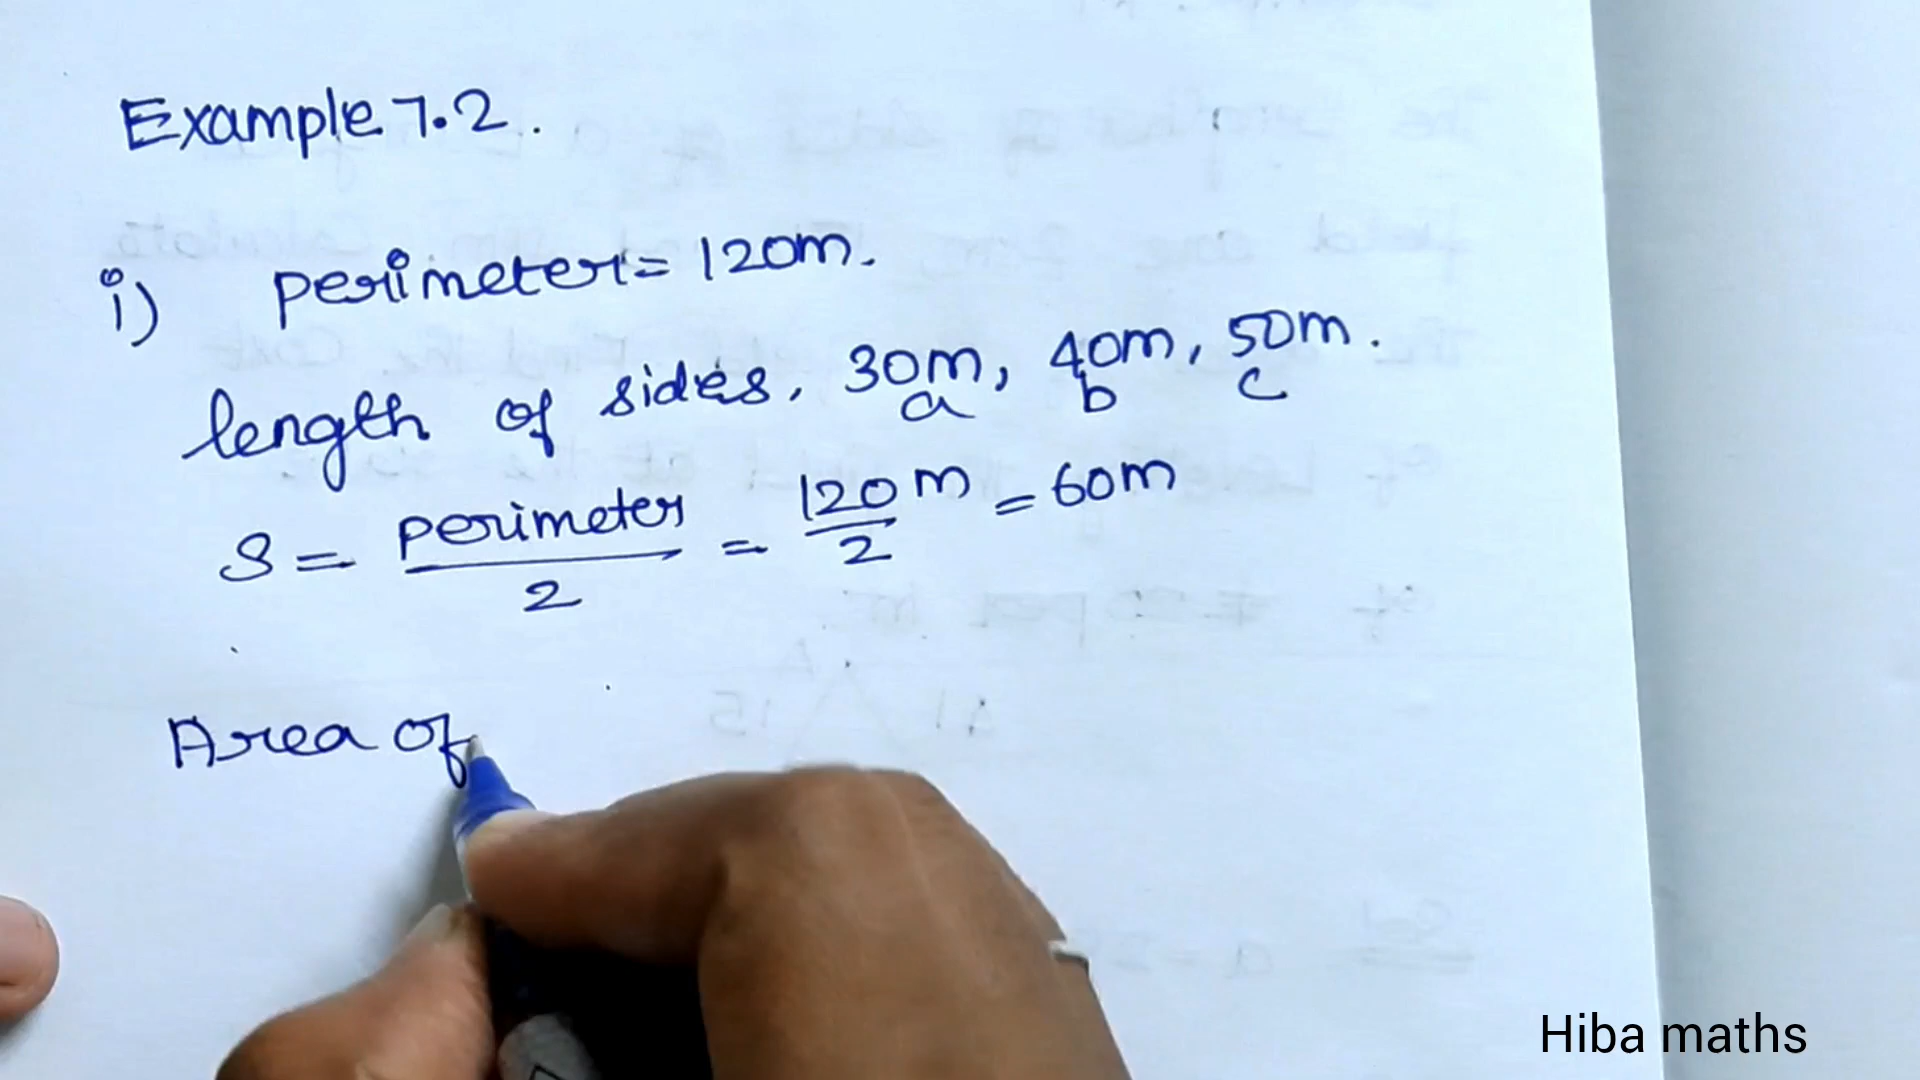 Example 7.2.
i) perimeter = 120m.
length of sides, 30m, 40m, 50m.
a b c
S = perimeter/2 = 120/2 m = 60m
Area of
Hiba maths